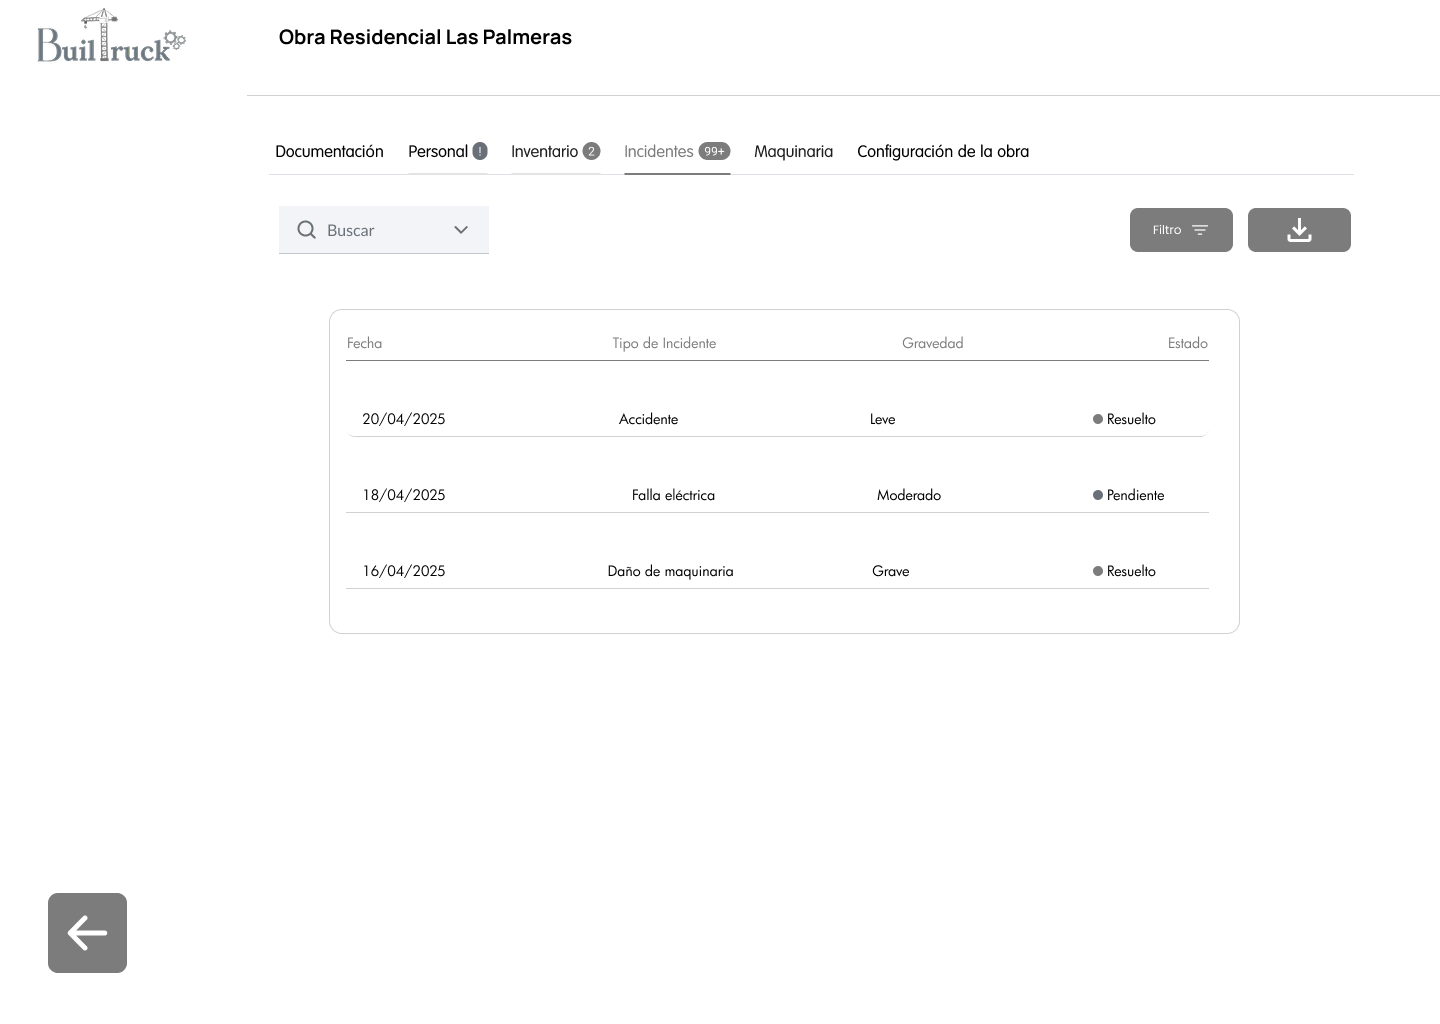 BuilTruck
Obra Residencial Las Palmeras
Documentación Personal ! Inventario 2 Incidentes 99+ Maquinaria Configuración de la obra
Buscar
Filtro
Fecha Tipo de Incidente Gravedad Estado
20/04/2025 Accidente Leve Resuelto
18/04/2025 Falla eléctrica Moderado Pendiente
16/04/2025 Daño de maquinaria Grave Resuelto